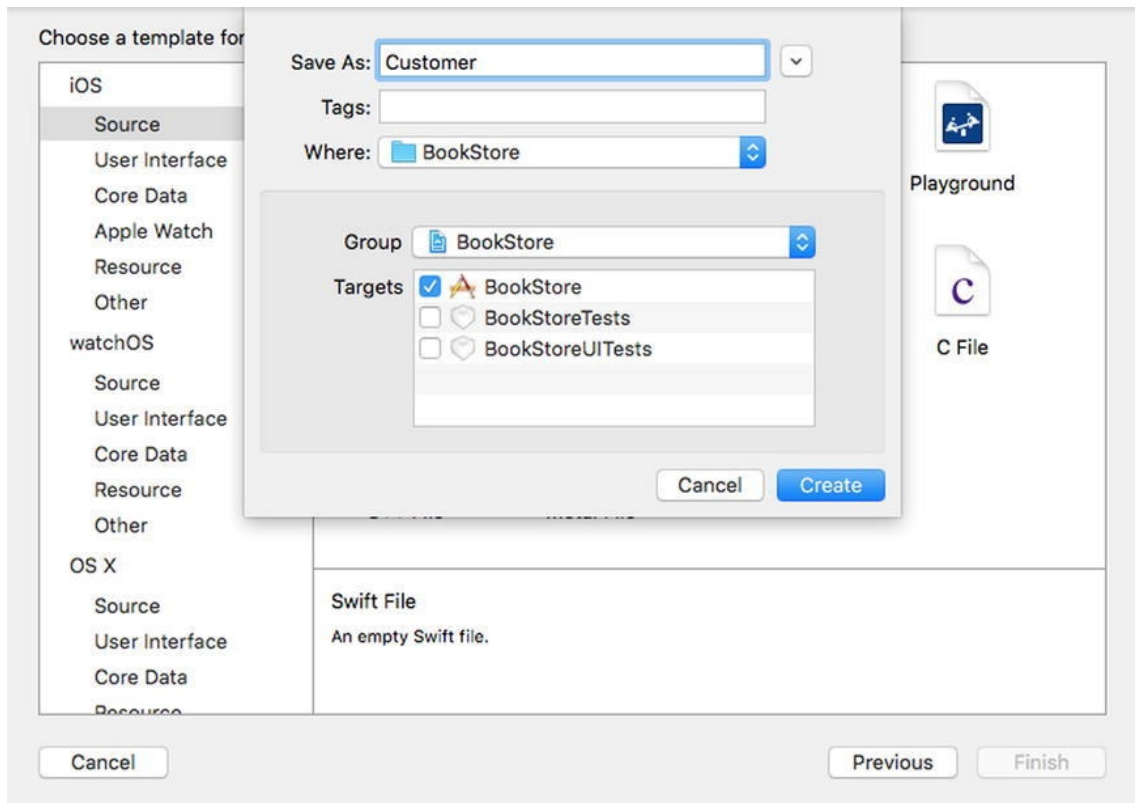 Choose a template for
Save As: Customer
Tags:
Where: BookStore
Group BookStore
Targets BookStore
BookStoreTests
BookStoreUITests
Cancel Create
iOS
Source
User Interface
Core Data
Apple Watch
Resource
Other
watchOS
Source
User Interface
Core Data
Resource
Other
OS X
Source
User Interface
Core Data
Resource
Playground
C
C File
Swift File
An empty Swift file.
Cancel Previous Finish